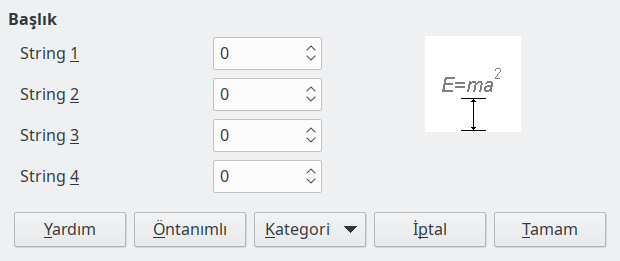 Başlık
String 1 0
String 2 0
String 3 0
String 4 0
E=ma²
Yardım Öntanımlı Kategori İptal Tamam